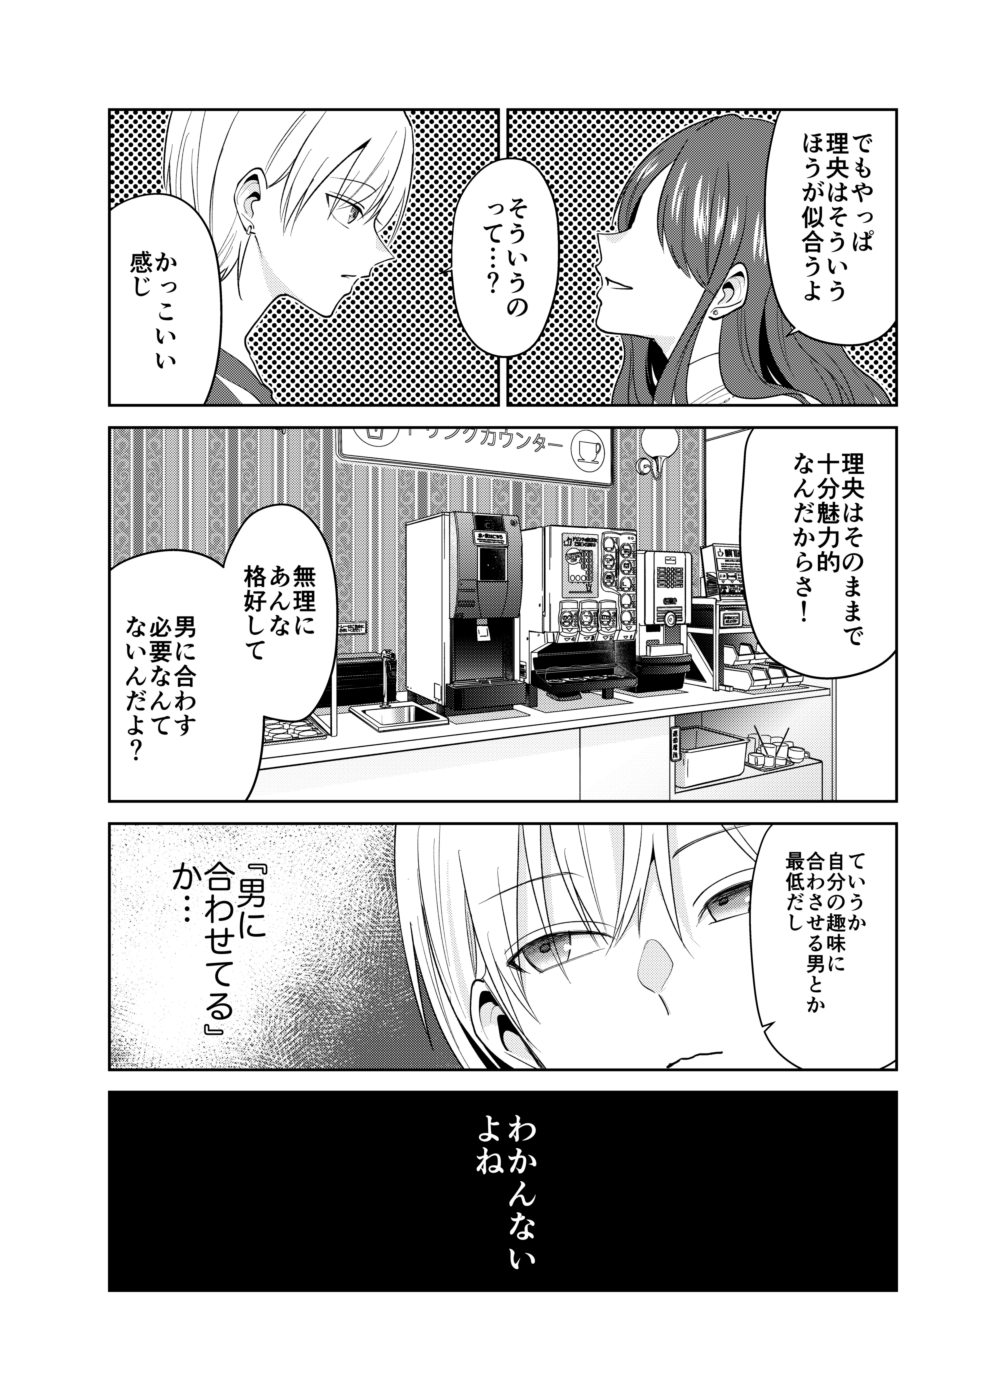 でもやっぱ
理央はそういう
ほうが似合うよ
そういうの
って…？
かっこいい
感じ
ドリンクカウンター
理央はそのままで
十分魅力的
なんだからさ！
無理に
あんな
格好して
男に合わす
必要なんて
ないんだよ？
ていうか
自分の趣味に
合わさせる男とか
最低だし
『男に
合わせてる』
か…
わかんない
よね